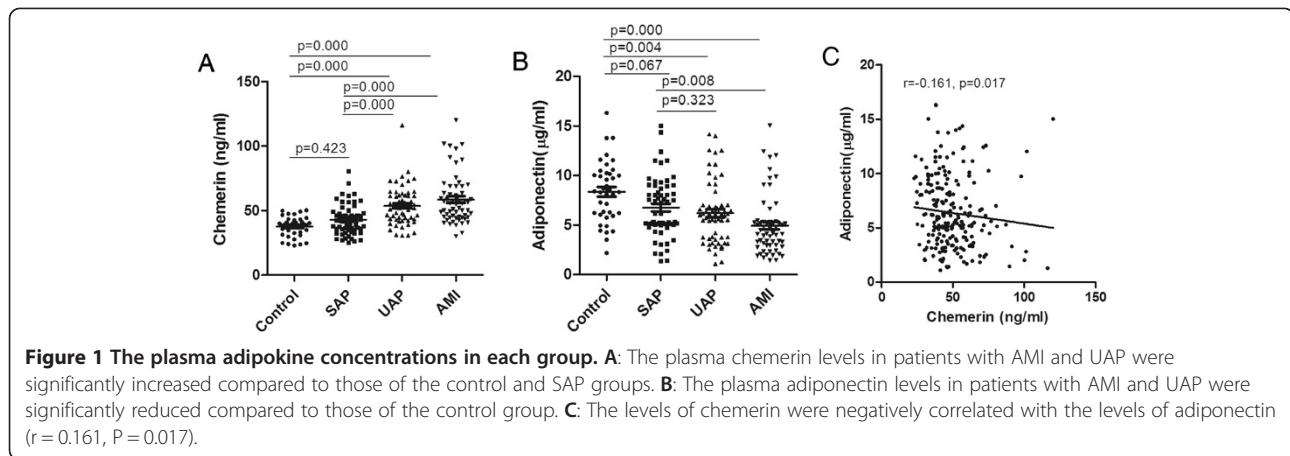 A
p=0.000
p=0.000
p=0.000
p=0.000
p=0.423
Chemerin (ng/ml)
150
100
50
0
Control
SAP
UAP
AMI
B
p=0.000
p=0.004
p=0.067
p=0.008
p=0.323
Adiponectin(μg/ml)
20
15
10
5
0
Control
SAP
UAP
AMI
C
r=-0.161, p=0.017
Adiponectin(μg/ml)
20
15
10
5
0
0
50
100
150
Chemerin (ng/ml)
Figure 1 The plasma adipokine concentrations in each group. A: The plasma chemerin levels in patients with AMI and UAP were
significantly increased compared to those of the control and SAP groups. B: The plasma adiponectin levels in patients with AMI and UAP were
significantly reduced compared to those of the control group. C: The levels of chemerin were negatively correlated with the levels of adiponectin
(r = 0.161, P = 0.017).